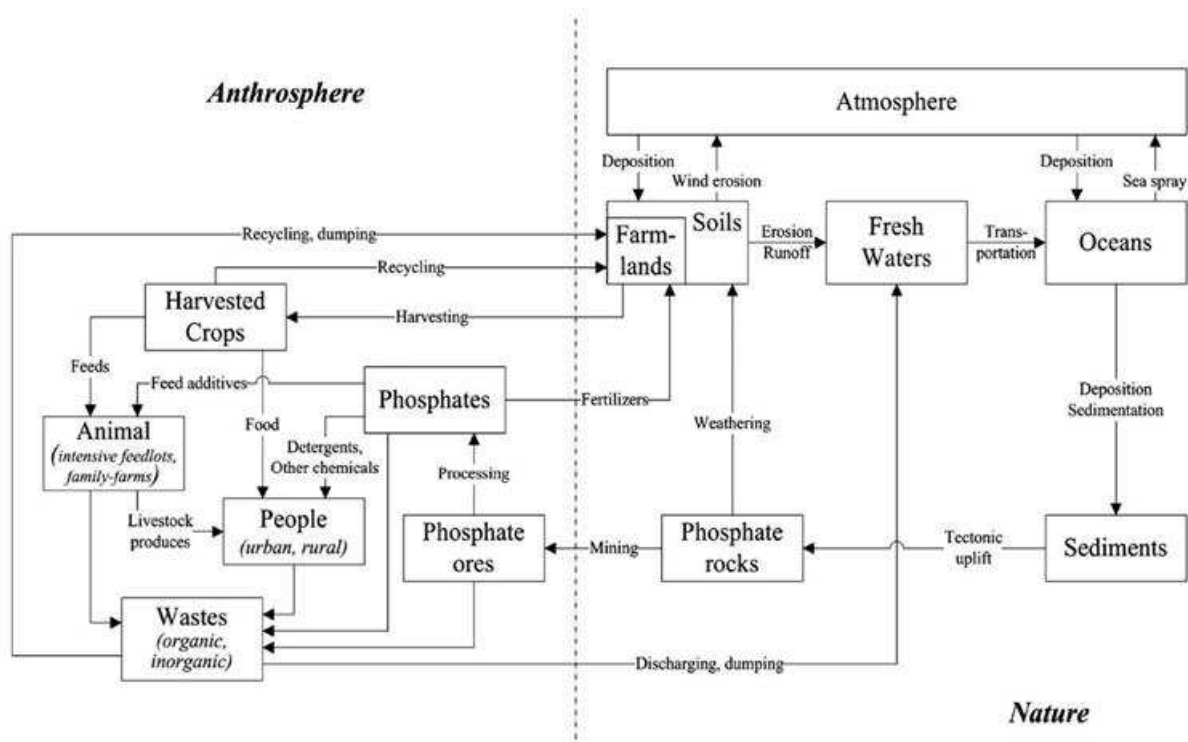 Anthrosphere
Atmosphere
Deposition
Wind erosion
Deposition
Sea spray
Recycling, dumping
Farm-
lands
Soils
Erosion
Runoff
Fresh
Waters
Trans-
portation
Oceans
Recycling
Harvested
Crops
Harvesting
Feeds
Feed additives
Phosphates
Fertilizers
Weathering
Deposition
Sedimentation
Animal
(intensive feedlots,
family-farms)
Food
Detergents,
Other chemicals
Processing
Livestock
produces
People
(urban, rural)
Phosphate
ores
Mining
Phosphate
rocks
Tectonic
uplift
Sediments
Wastes
(organic,
inorganic)
Discharging, dumping
Nature